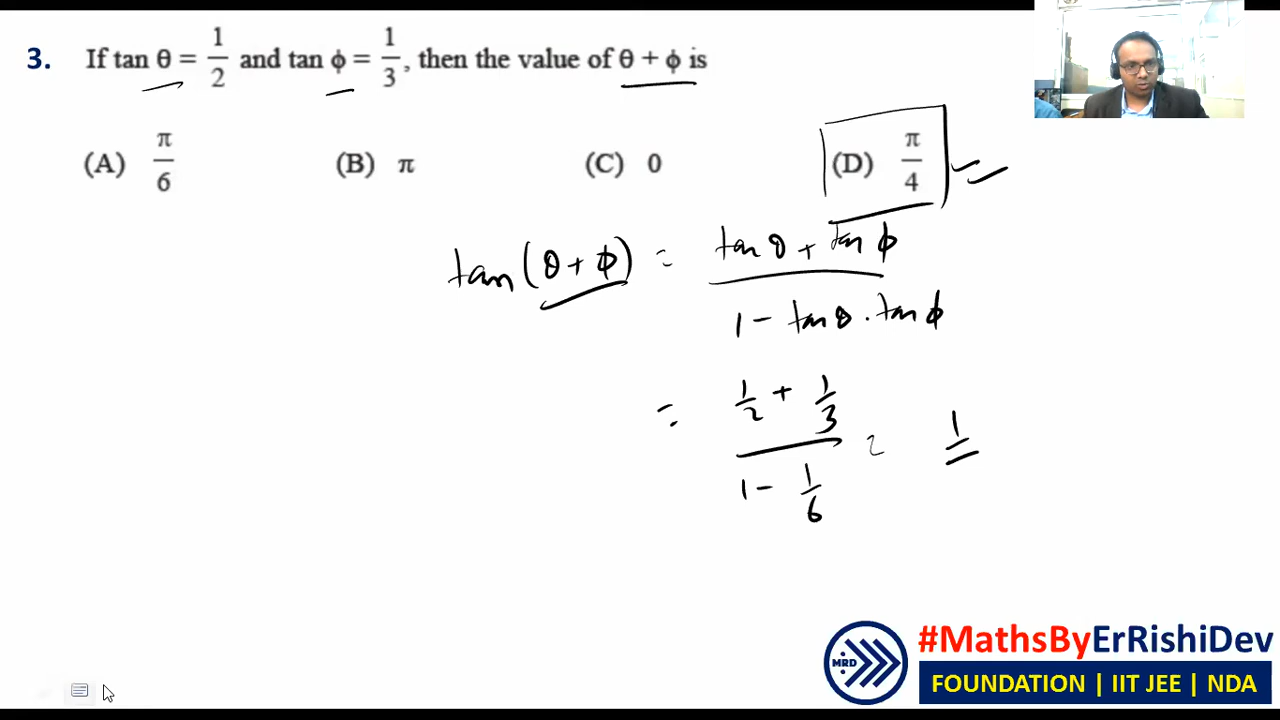 3. If tan θ = 1/2 and tan ϕ = 1/3, then the value of θ + ϕ is
(A) π/6 (B) π (C) 0 (D) π/4
tan (θ + ϕ) = (tan θ + tan ϕ)/(1 - tan θ . tan ϕ)
= (1/2 + 1/3)/(1 - 1/6) = 1
MRD
#MathsByErRishiDev
FOUNDATION | IIT JEE | NDA